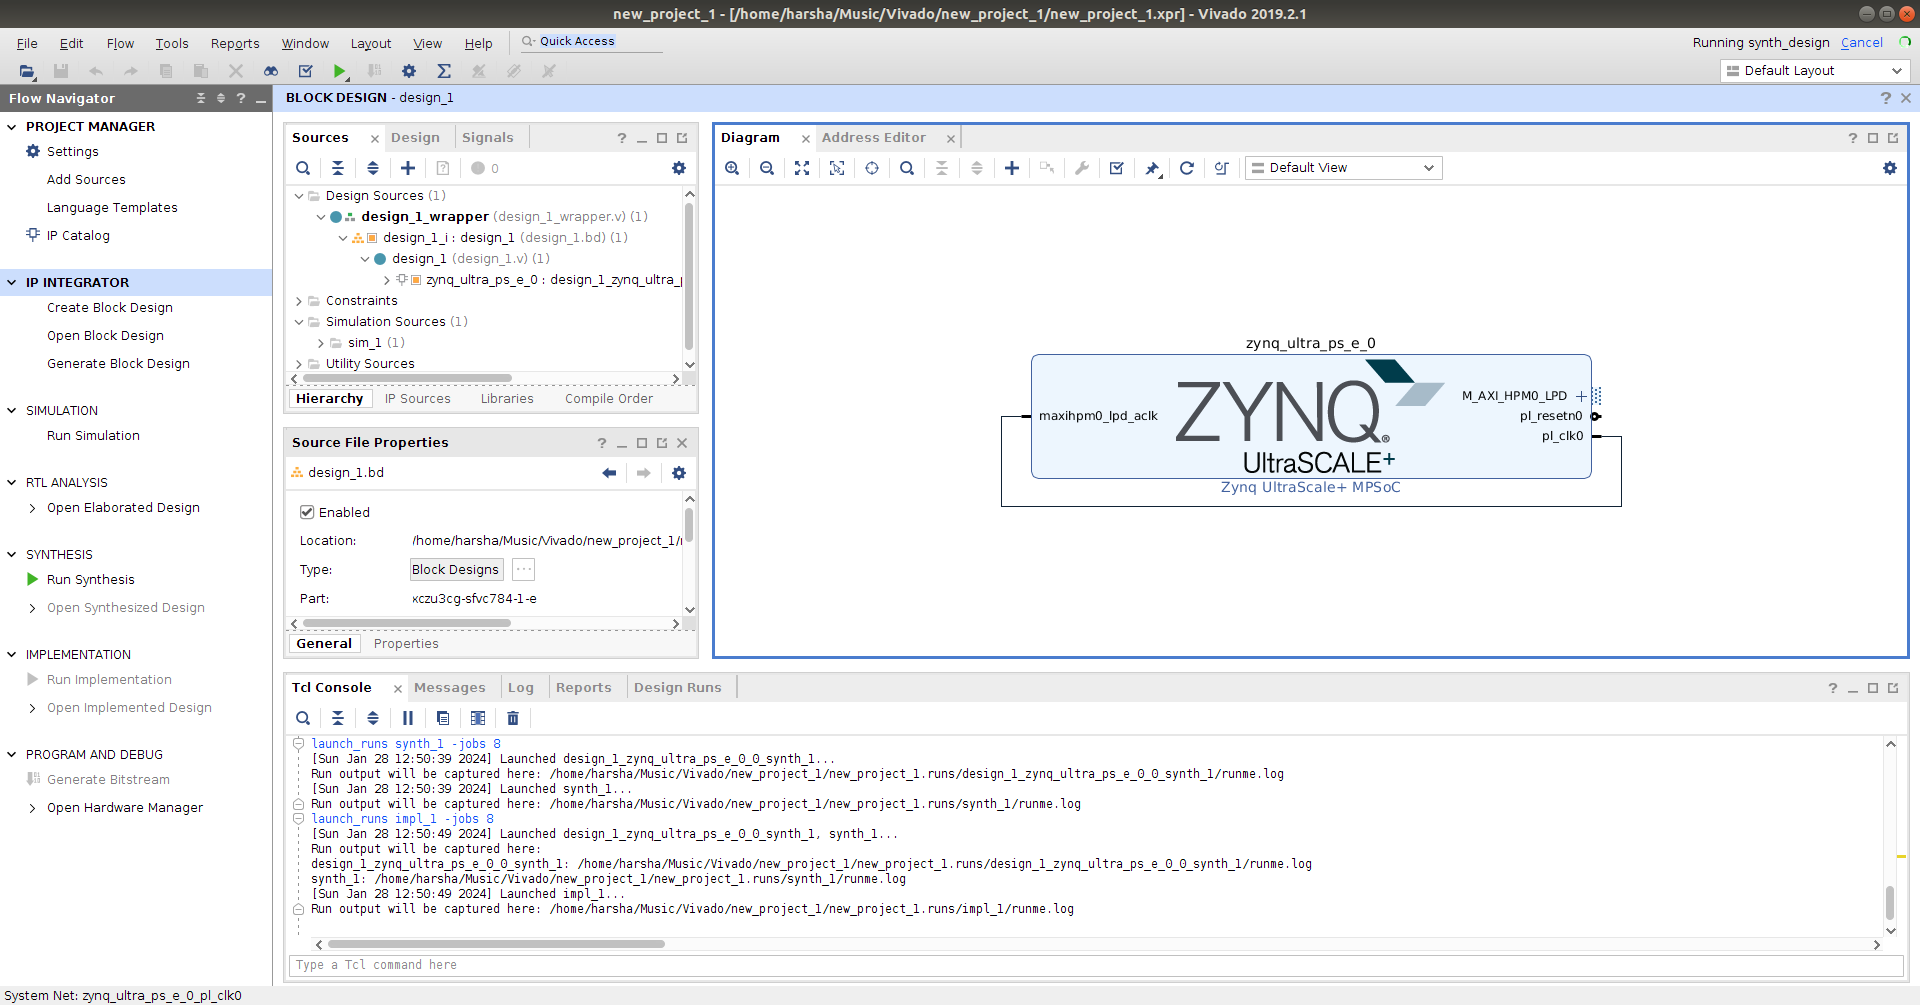 new_project_1 - [/home/harsha/Music/Vivado/new_project_1/new_project_1.xpr] - Vivado 2019.2.1
File Edit Flow Tools Reports Window Layout View Help Quick Access
Running synth_design Cancel
Default Layout
Flow Navigator
PROJECT MANAGER
Settings
Add Sources
Language Templates
IP Catalog
IP INTEGRATOR
Create Block Design
Open Block Design
Generate Block Design
SIMULATION
Run Simulation
RTL ANALYSIS
Open Elaborated Design
SYNTHESIS
Run Synthesis
Open Synthesized Design
IMPLEMENTATION
Run Implementation
Open Implemented Design
PROGRAM AND DEBUG
Generate Bitstream
Open Hardware Manager
BLOCK DESIGN - design_1
Sources Design Signals
0
Design Sources (1)
design_1_wrapper (design_1_wrapper.v) (1)
design_1_i : design_1 (design_1.bd) (1)
design_1 (design_1.v) (1)
zynq_ultra_ps_e_0 : design_1_zynq_ultra_
Constraints
Simulation Sources (1)
sim_1 (1)
Utility Sources
Hierarchy IP Sources Libraries Compile Order
Source File Properties
design_1.bd
Enabled
Location: /home/harsha/Music/Vivado/new_project_1/
Type: Block Designs ...
Part: xczu3cg-sfvc784-1-e
General Properties
Diagram Address Editor
Default View
zynq_ultra_ps_e_0
M_AXI_HPM0_LPD
maxihpm0_lpd_aclk
pl_resetn0
pl_clk0
ZYNQ®
UltraSCALE+
Zynq UltraScale+ MPSoC
Tcl Console Messages Log Reports Design Runs
launch_runs synth_1 -jobs 8
[Sun Jan 28 12:50:39 2024] Launched design_1_zynq_ultra_ps_e_0_0_synth_1...
Run output will be captured here: /home/harsha/Music/Vivado/new_project_1/new_project_1.runs/design_1_zynq_ultra_ps_e_0_0_synth_1/runme.log
[Sun Jan 28 12:50:39 2024] Launched synth_1...
Run output will be captured here: /home/harsha/Music/Vivado/new_project_1/new_project_1.runs/synth_1/runme.log
launch_runs impl_1 -jobs 8
[Sun Jan 28 12:50:49 2024] Launched design_1_zynq_ultra_ps_e_0_0_synth_1, synth_1...
Run output will be captured here:
design_1_zynq_ultra_ps_e_0_0_synth_1: /home/harsha/Music/Vivado/new_project_1/new_project_1.runs/design_1_zynq_ultra_ps_e_0_0_synth_1/runme.log
synth_1: /home/harsha/Music/Vivado/new_project_1/new_project_1.runs/synth_1/runme.log
[Sun Jan 28 12:50:49 2024] Launched impl_1...
Run output will be captured here: /home/harsha/Music/Vivado/new_project_1/new_project_1.runs/impl_1/runme.log
Type a Tcl command here
System Net: zynq_ultra_ps_e_0_pl_clk0